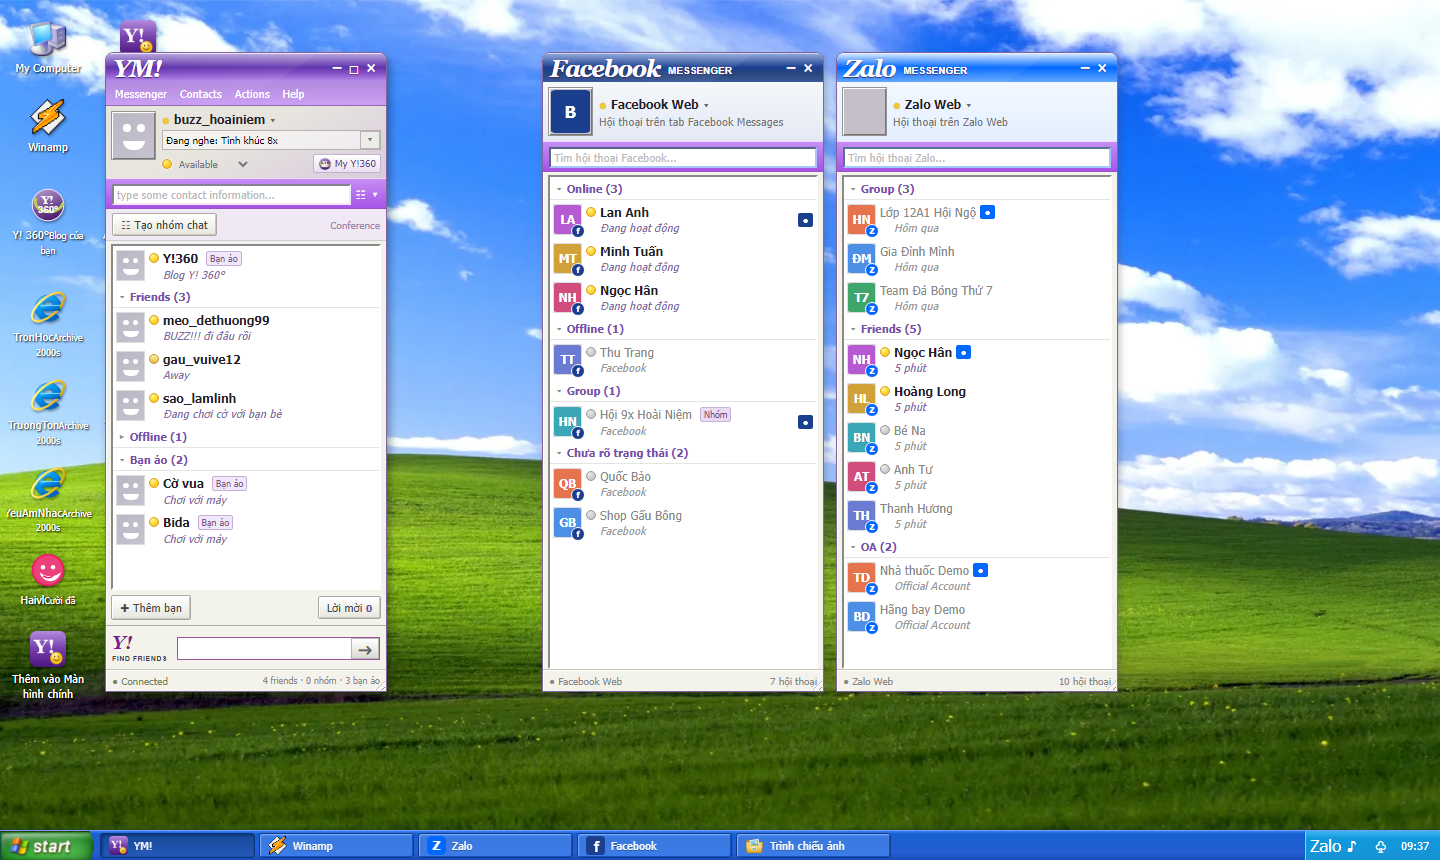 My Computer
Winamp
Y! 360°Blog của bạn
TronHocArchive 2000s
TruongTonArchive 2000s
YeuAmNhacArchive 2000s
HaivlCười đã
Thêm vào Màn hình chính
YM!
Messenger Contacts Actions Help
buzz_hoainiem
Đang nghe: Tình khúc 8x
Available
My Y!360
type some contact information...
Tạo nhóm chat
Conference
Y!360 Bạn ảo
Blog Y! 360°
Friends (3)
meo_dethuong99
BUZZ!!! đi đâu rồi
gau_vuive12
Away
sao_lamlinh
Đang chơi cờ với bạn bè
Offline (1)
Bạn ảo (2)
Cờ vua Bạn ảo
Chơi với máy
Bida Bạn ảo
Chơi với máy
+ Thêm bạn
Lời mời 0
Y!
FIND FRIENDS
Connected
4 friends · 0 nhóm · 3 bạn ảo
Facebook MESSENGER
B
Facebook Web
Hội thoại trên tab Facebook Messages
Tìm hội thoại Facebook...
Online (3)
LA Lan Anh
Đang hoạt động
MT Minh Tuấn
Đang hoạt động
NH Ngọc Hân
Đang hoạt động
Offline (1)
TT Thu Trang
Facebook
Group (1)
HN Hội 9x Hoài Niệm Nhóm
Facebook
Chưa rõ trạng thái (2)
QB Quốc Bảo
Facebook
GB Shop Gấu Bông
Facebook
Facebook Web
7 hội thoại
Zalo MESSENGER
Zalo Web
Hội thoại trên Zalo Web
Tìm hội thoại Zalo...
Group (3)
HN Lớp 12A1 Hội Ngộ
Hôm qua
ĐM Gia Đình Mình
Hôm qua
T7 Team Đá Bóng Thứ 7
Hôm qua
Friends (5)
NH Ngọc Hân
5 phút
HL Hoàng Long
5 phút
BN Bé Na
5 phút
AT Anh Tư
5 phút
TH Thanh Hương
5 phút
OA (2)
TD Nhà thuốc Demo
Official Account
BD Hãng bay Demo
Official Account
Zalo Web
10 hội thoại
start
YM!
Winamp
Zalo
Facebook
Trình chiếu ảnh
Zalo
09:37